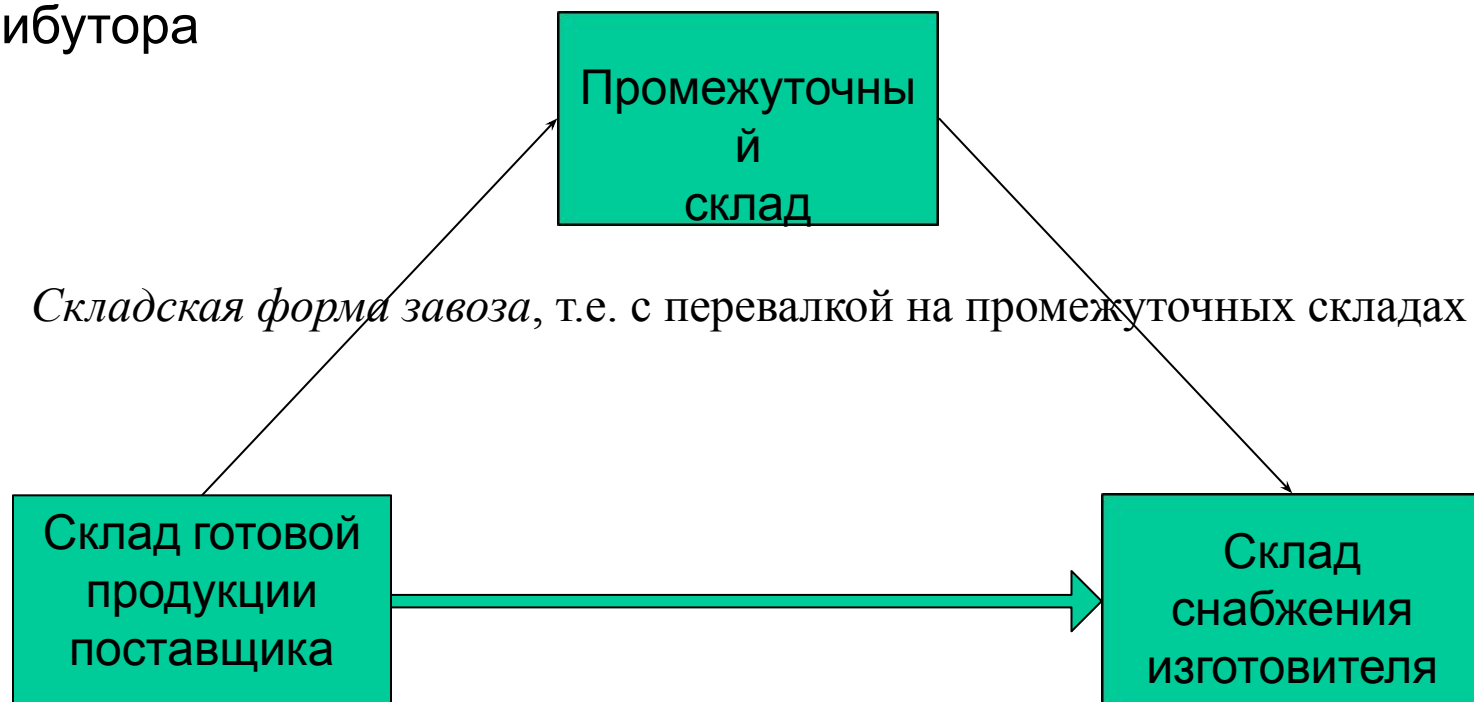 ибутора
Промежуточны
й
склад
Складская форма завоза, т.е. с перевалкой на промежуточных складах
Склад готовой
продукции
поставщика
Склад
снабжения
изготовителя